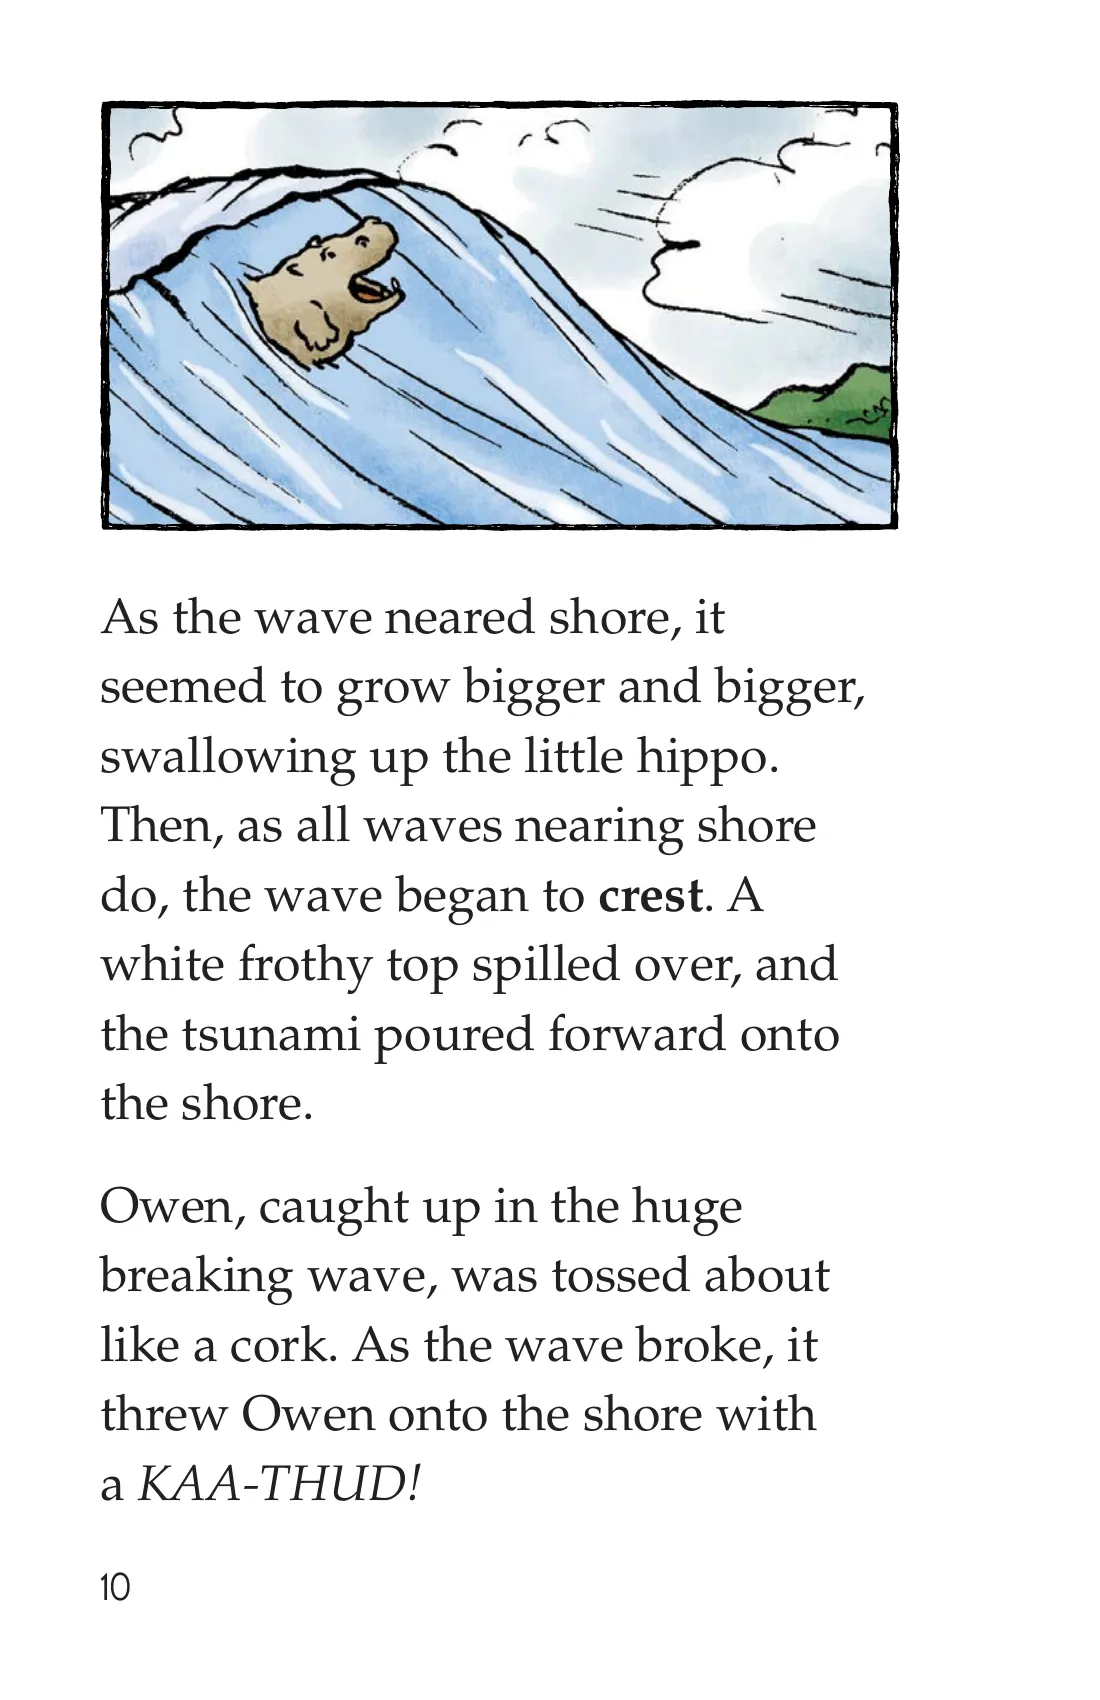 As the wave neared shore, it
seemed to grow bigger and bigger,
swallowing up the little hippo.
Then, as all waves nearing shore
do, the wave began to crest. A
white frothy top spilled over, and
the tsunami poured forward onto
the shore.
Owen, caught up in the huge
breaking wave, was tossed about
like a cork. As the wave broke, it
threw Owen onto the shore with
a KAA-THUD!
10